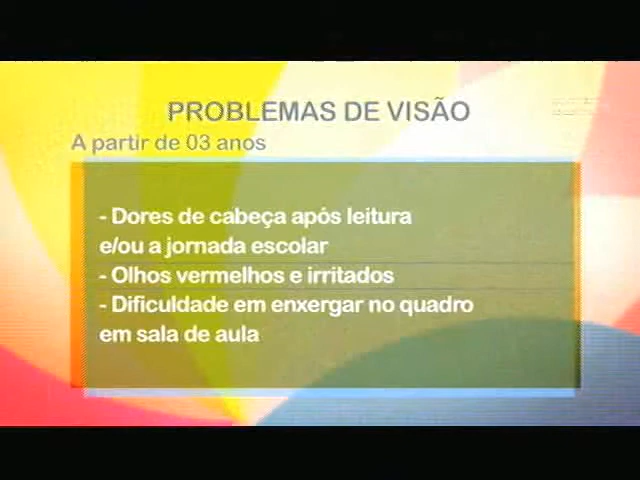 PROBLEMAS DE VISÃO
A partir de 03 anos
- Dores de cabeça após leitura
e/ou a jornada escolar
- Olhos vermelhos e irritados
- Dificuldade em enxergar no quadro
em sala de aula